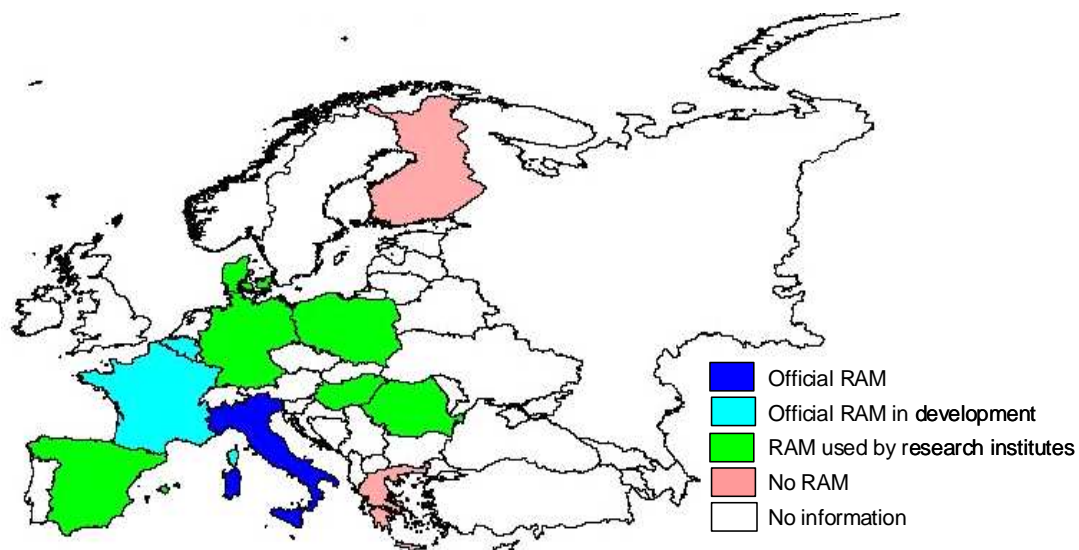 Official RAM
Official RAM in development
RAM used by research institutes
No RAM
No information